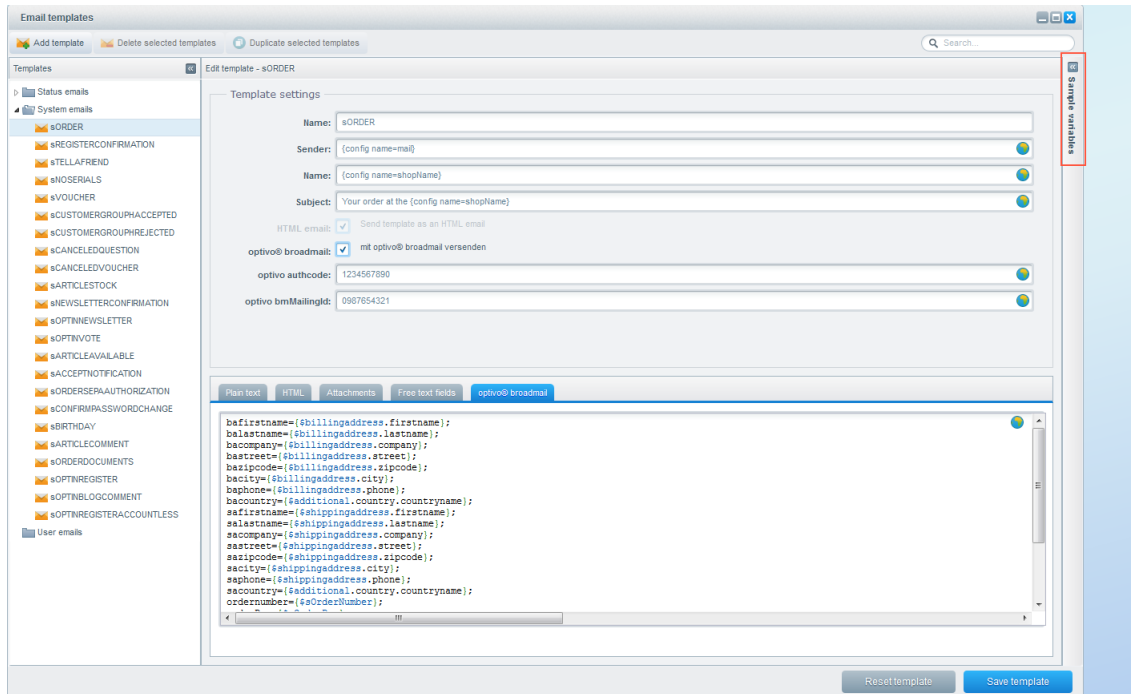 Email templates
Add template
Delete selected templates
Duplicate selected templates
Search...
Templates
Status emails
System emails
sORDER
sREGISTERCONFIRMATION
sTELLAFRIEND
sNOSERIALS
sVOUCHER
sCUSTOMERGROUPHACCEPTED
sCUSTOMERGROUPHREJECTED
sCANCELEDQUESTION
sCANCELEDVOUCHER
sARTICLESTOCK
sNEWSLETTERCONFIRMATION
sOPTINNEWSLETTER
sOPTINVOTE
sARTICLEAVAILABLE
sACCEPTNOTIFICATION
sORDERSEPAAUTHORIZATION
sCONFIRMPASSWORDCHANGE
sBIRTHDAY
sARTICLECOMMENT
sORDERDOCUMENTS
sOPTINREGISTER
sOPTINBLOGCOMMENT
sOPTINREGISTERACCOUNTLESS
User emails
Edit template - sORDER
Template settings
Name: sORDER
Sender: {config name=mail}
Name: {config name=shopName}
Subject: Your order at the {config name=shopName}
HTML email: Send template as an HTML email
optivo® broadmail: mit optivo® broadmail versenden
optivo authcode: 1234567890
optivo bmMailingId: 0987654321
Plain text
HTML
Attachments
Free text fields
optivo® broadmail
bafirstname={$billingaddress.firstname};
balastname={$billingaddress.lastname};
bacompany={$billingaddress.company};
bastreet={$billingaddress.street};
bazipcode={$billingaddress.zipcode};
bacity={$billingaddress.city};
baphone={$billingaddress.phone};
bacountry={$additional.country.countryname};
safirstname={$shippingaddress.firstname};
salastname={$shippingaddress.lastname};
sacompany={$shippingaddress.company};
sastreet={$shippingaddress.street};
sazipcode={$shippingaddress.zipcode};
sacity={$shippingaddress.city};
saphone={$shippingaddress.phone};
sacountry={$additional.country.countryname};
ordernumber={$sOrderNumber};
Sample variables
Reset template
Save template